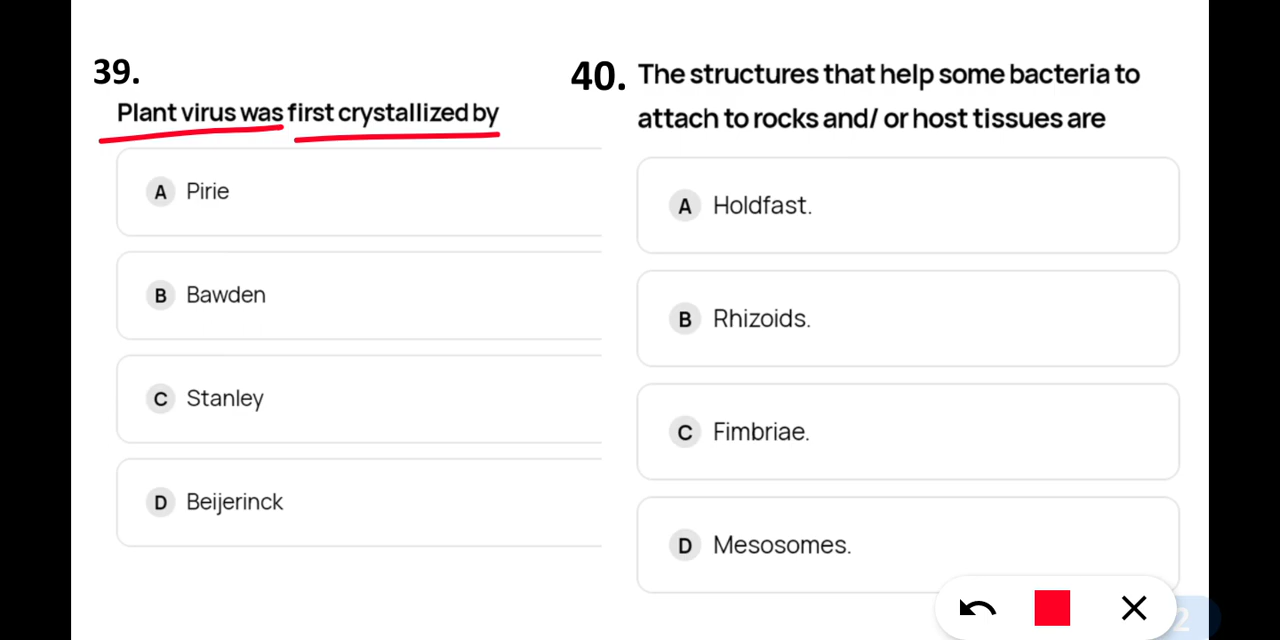 39.
Plant virus was first crystallized by
A Pirie
B Bawden
C Stanley
D Beijerinck
40. The structures that help some bacteria to
attach to rocks and/ or host tissues are
A Holdfast.
B Rhizoids.
C Fimbriae.
D Mesosomes.
2